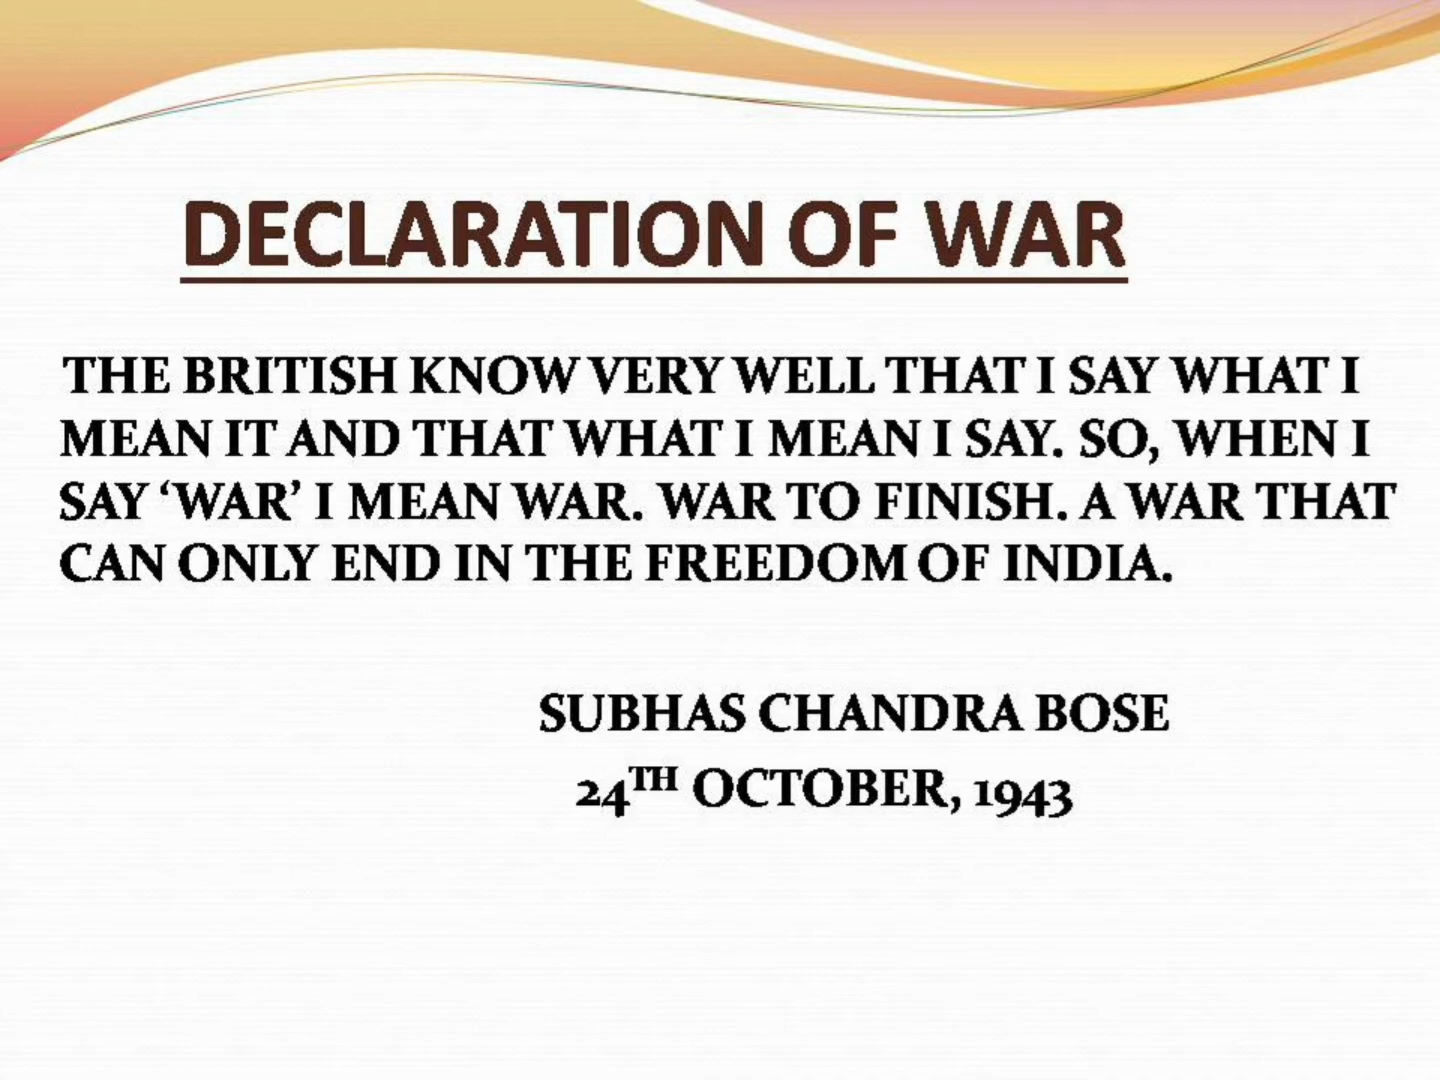 DECLARATION OF WAR
THE BRITISH KNOW VERY WELL THAT I SAY WHAT I
MEAN IT AND THAT WHAT I MEAN I SAY. SO, WHEN I
SAY ‘WAR’ I MEAN WAR. WAR TO FINISH. A WAR THAT
CAN ONLY END IN THE FREEDOM OF INDIA.
SUBHAS CHANDRA BOSE
24TH OCTOBER, 1943